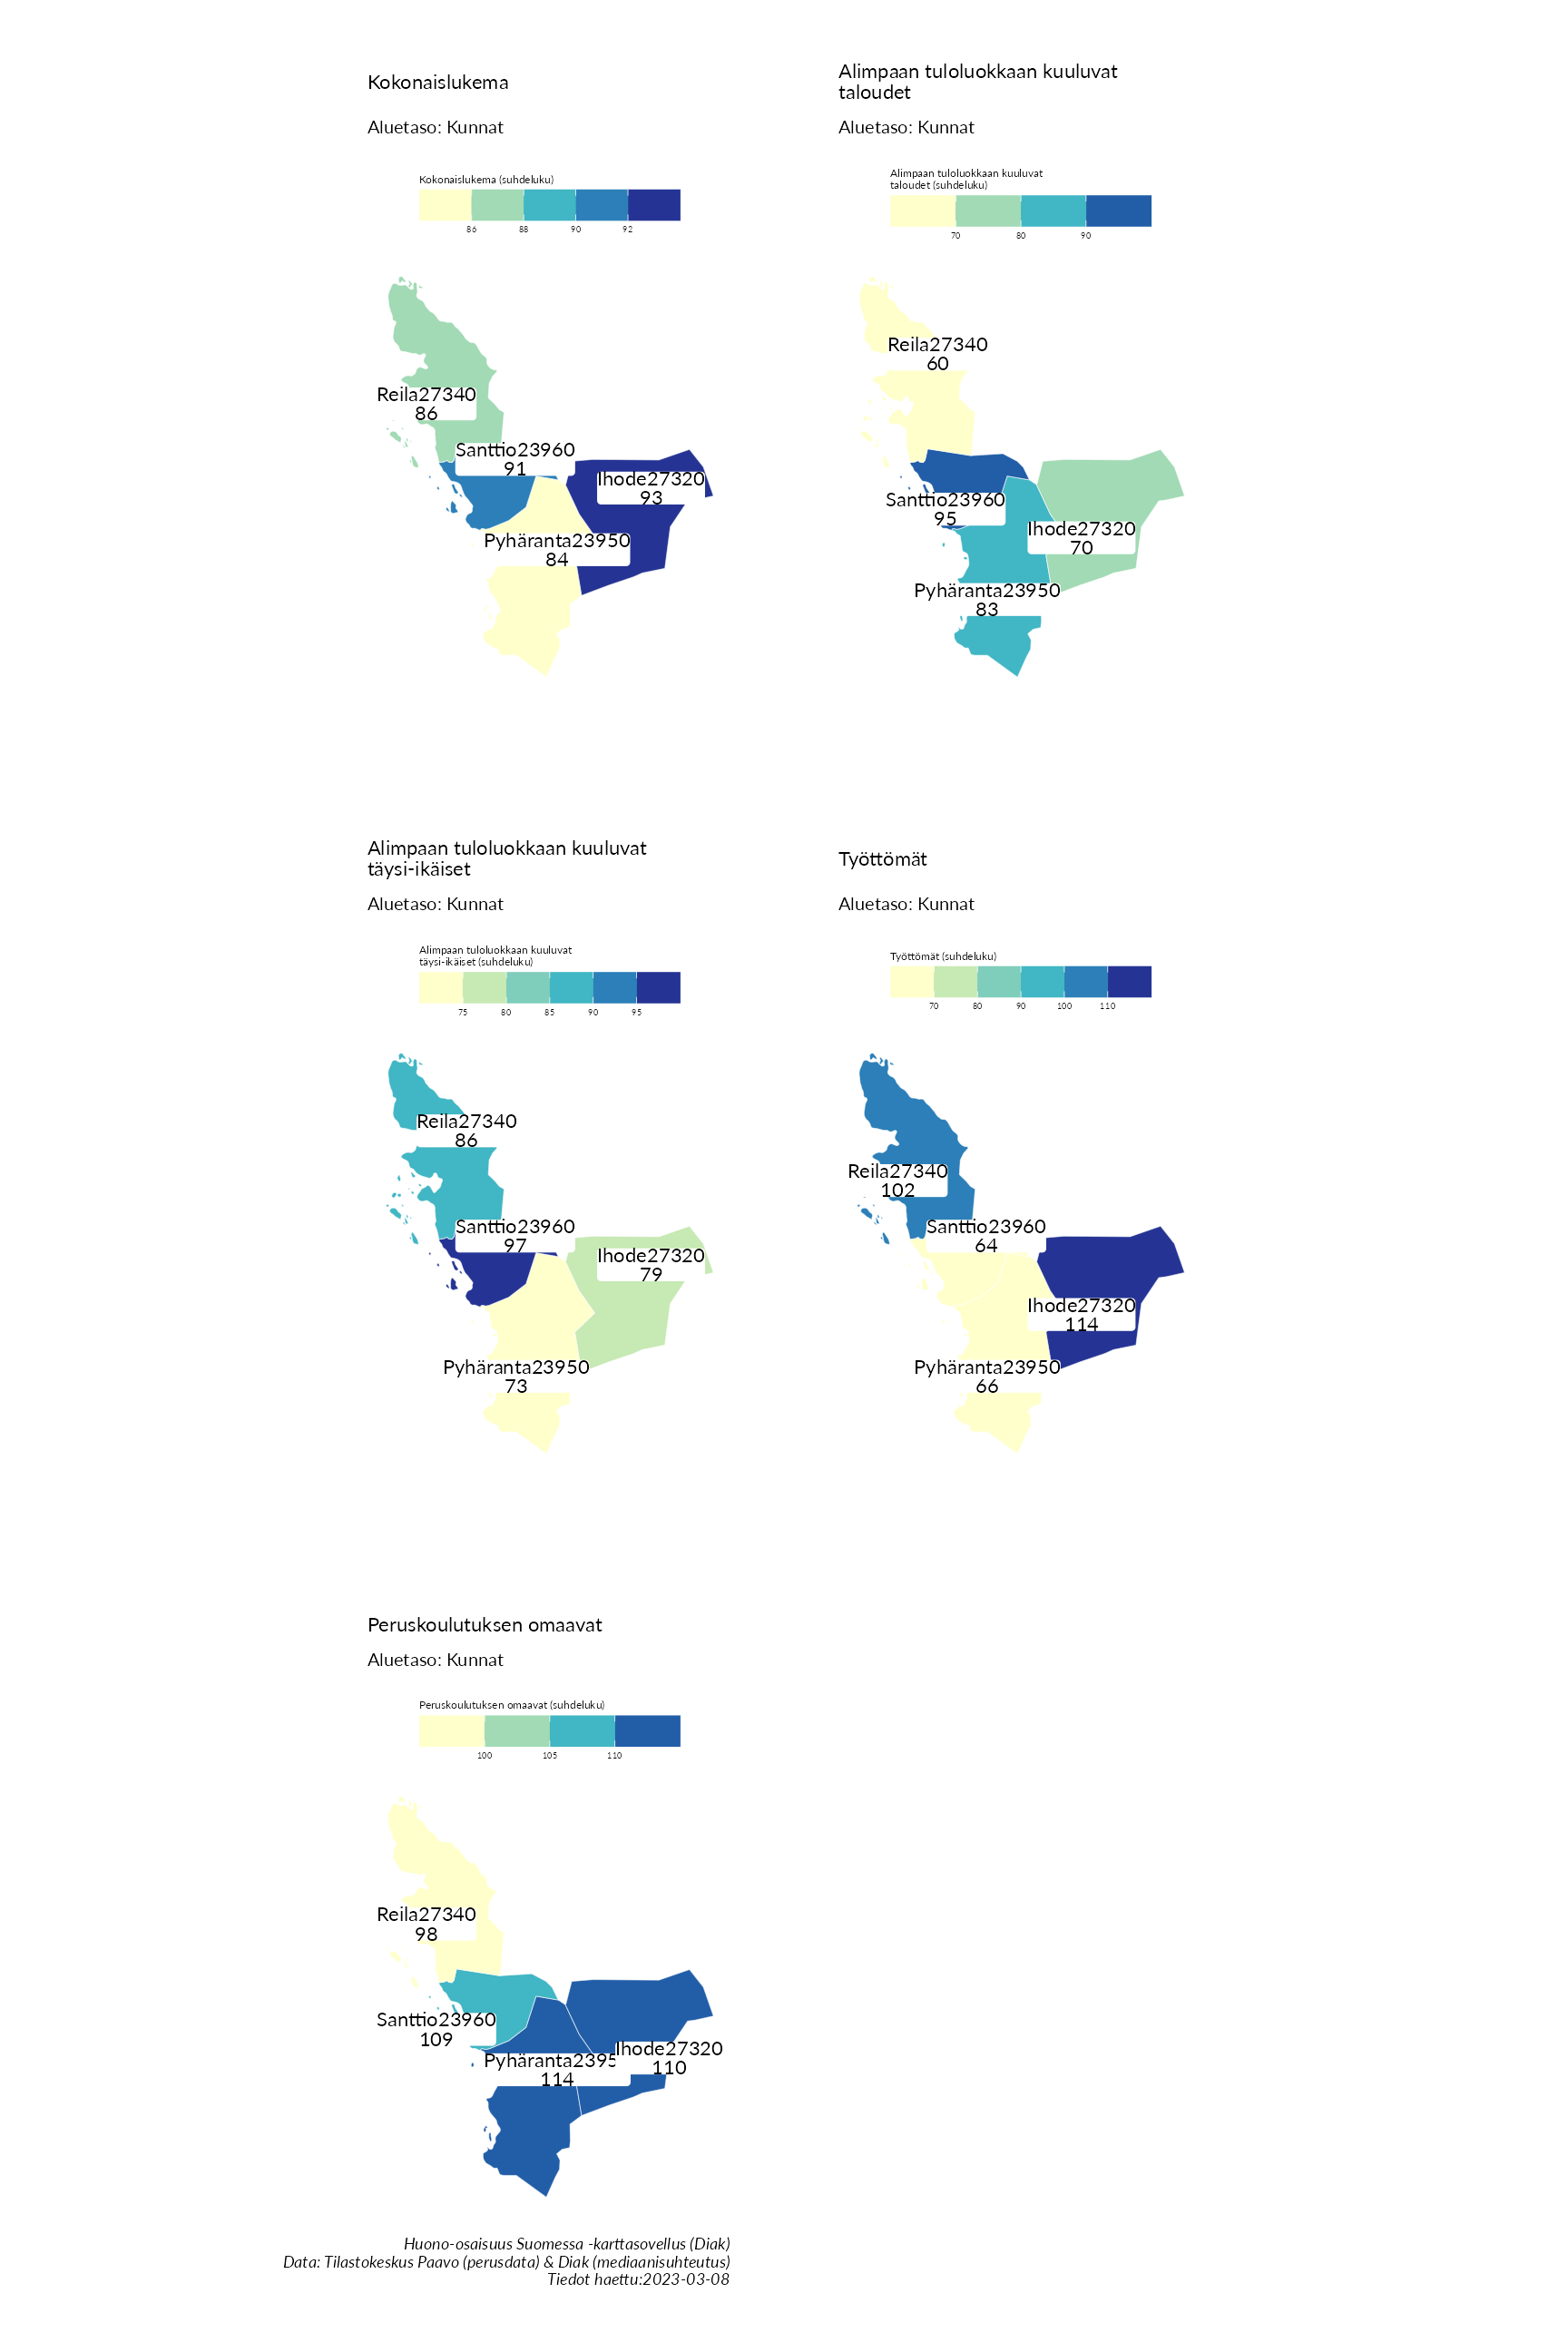 Kokonaislukema
Aluetaso: Kunnat
Kokonaislukema (suhdeluku)
86 88 90 92
Reila27340
86
Santtio23960
91
Ihode27320
93
Pyhäranta23950
84
Alimpaan tuloluokkaan kuuluvat
taloudet
Aluetaso: Kunnat
Alimpaan tuloluokkaan kuuluvat
taloudet (suhdeluku)
70 80 90
Reila27340
60
Santtio23960
95
Ihode27320
70
Pyhäranta23950
83
Alimpaan tuloluokkaan kuuluvat
täysi-ikäiset
Aluetaso: Kunnat
Alimpaan tuloluokkaan kuuluvat
täysi-ikäiset (suhdeluku)
75 80 85 90 95
Reila27340
86
Santtio23960
97
Ihode27320
79
Pyhäranta23950
73
Työttömät
Aluetaso: Kunnat
Työttömät (suhdeluku)
70 80 90 100 110
Reila27340
102
Santtio23960
64
Ihode27320
114
Pyhäranta23950
66
Peruskoulutuksen omaavat
Aluetaso: Kunnat
Peruskoulutuksen omaavat (suhdeluku)
100 105 110
Reila27340
98
Santtio23960
109
Ihode27320
110
Pyhäranta2395
114
Huono-osaisuus Suomessa -karttasovellus (Diak)
Data: Tilastokeskus Paavo (perusdata) & Diak (mediaanisuhteutus)
Tiedot haettu:2023-03-08